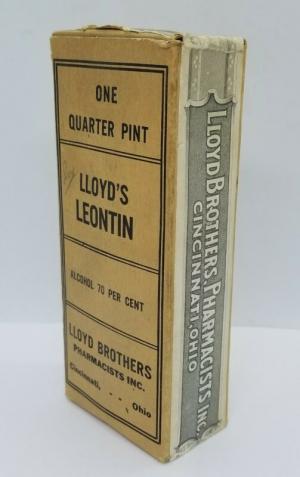 ONE
QUARTER PINT
LLOYD'S
LEONTIN
ALCOHOL 70 PER CENT
LLOYD BROTHERS
PHARMACISTS INC.
Cincinnati, - - Ohio
LLOYD BROTHERS, PHARMACISTS INC.
CINCINNATI, OHIO